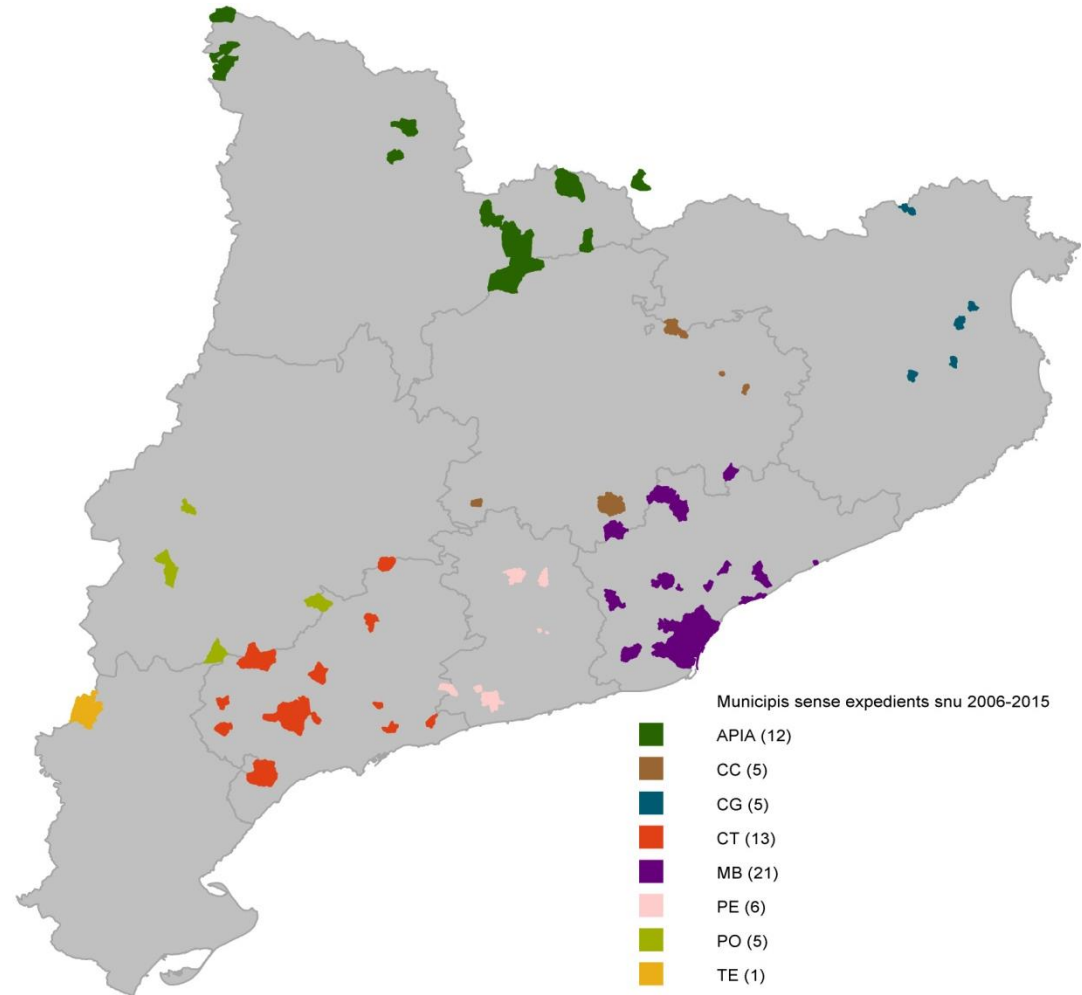 Municipis sense expedients snu 2006-2015
APIA (12)
CC (5)
CG (5)
CT (13)
MB (21)
PE (6)
PO (5)
TE (1)